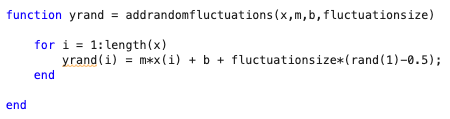 function yrand = addrandomfluctuations(x,m,b,fluctuationsize)
for i = 1:length(x)
yrand(i) = m*x(i) + b + fluctuationsize*(rand(1)-0.5);
end
end